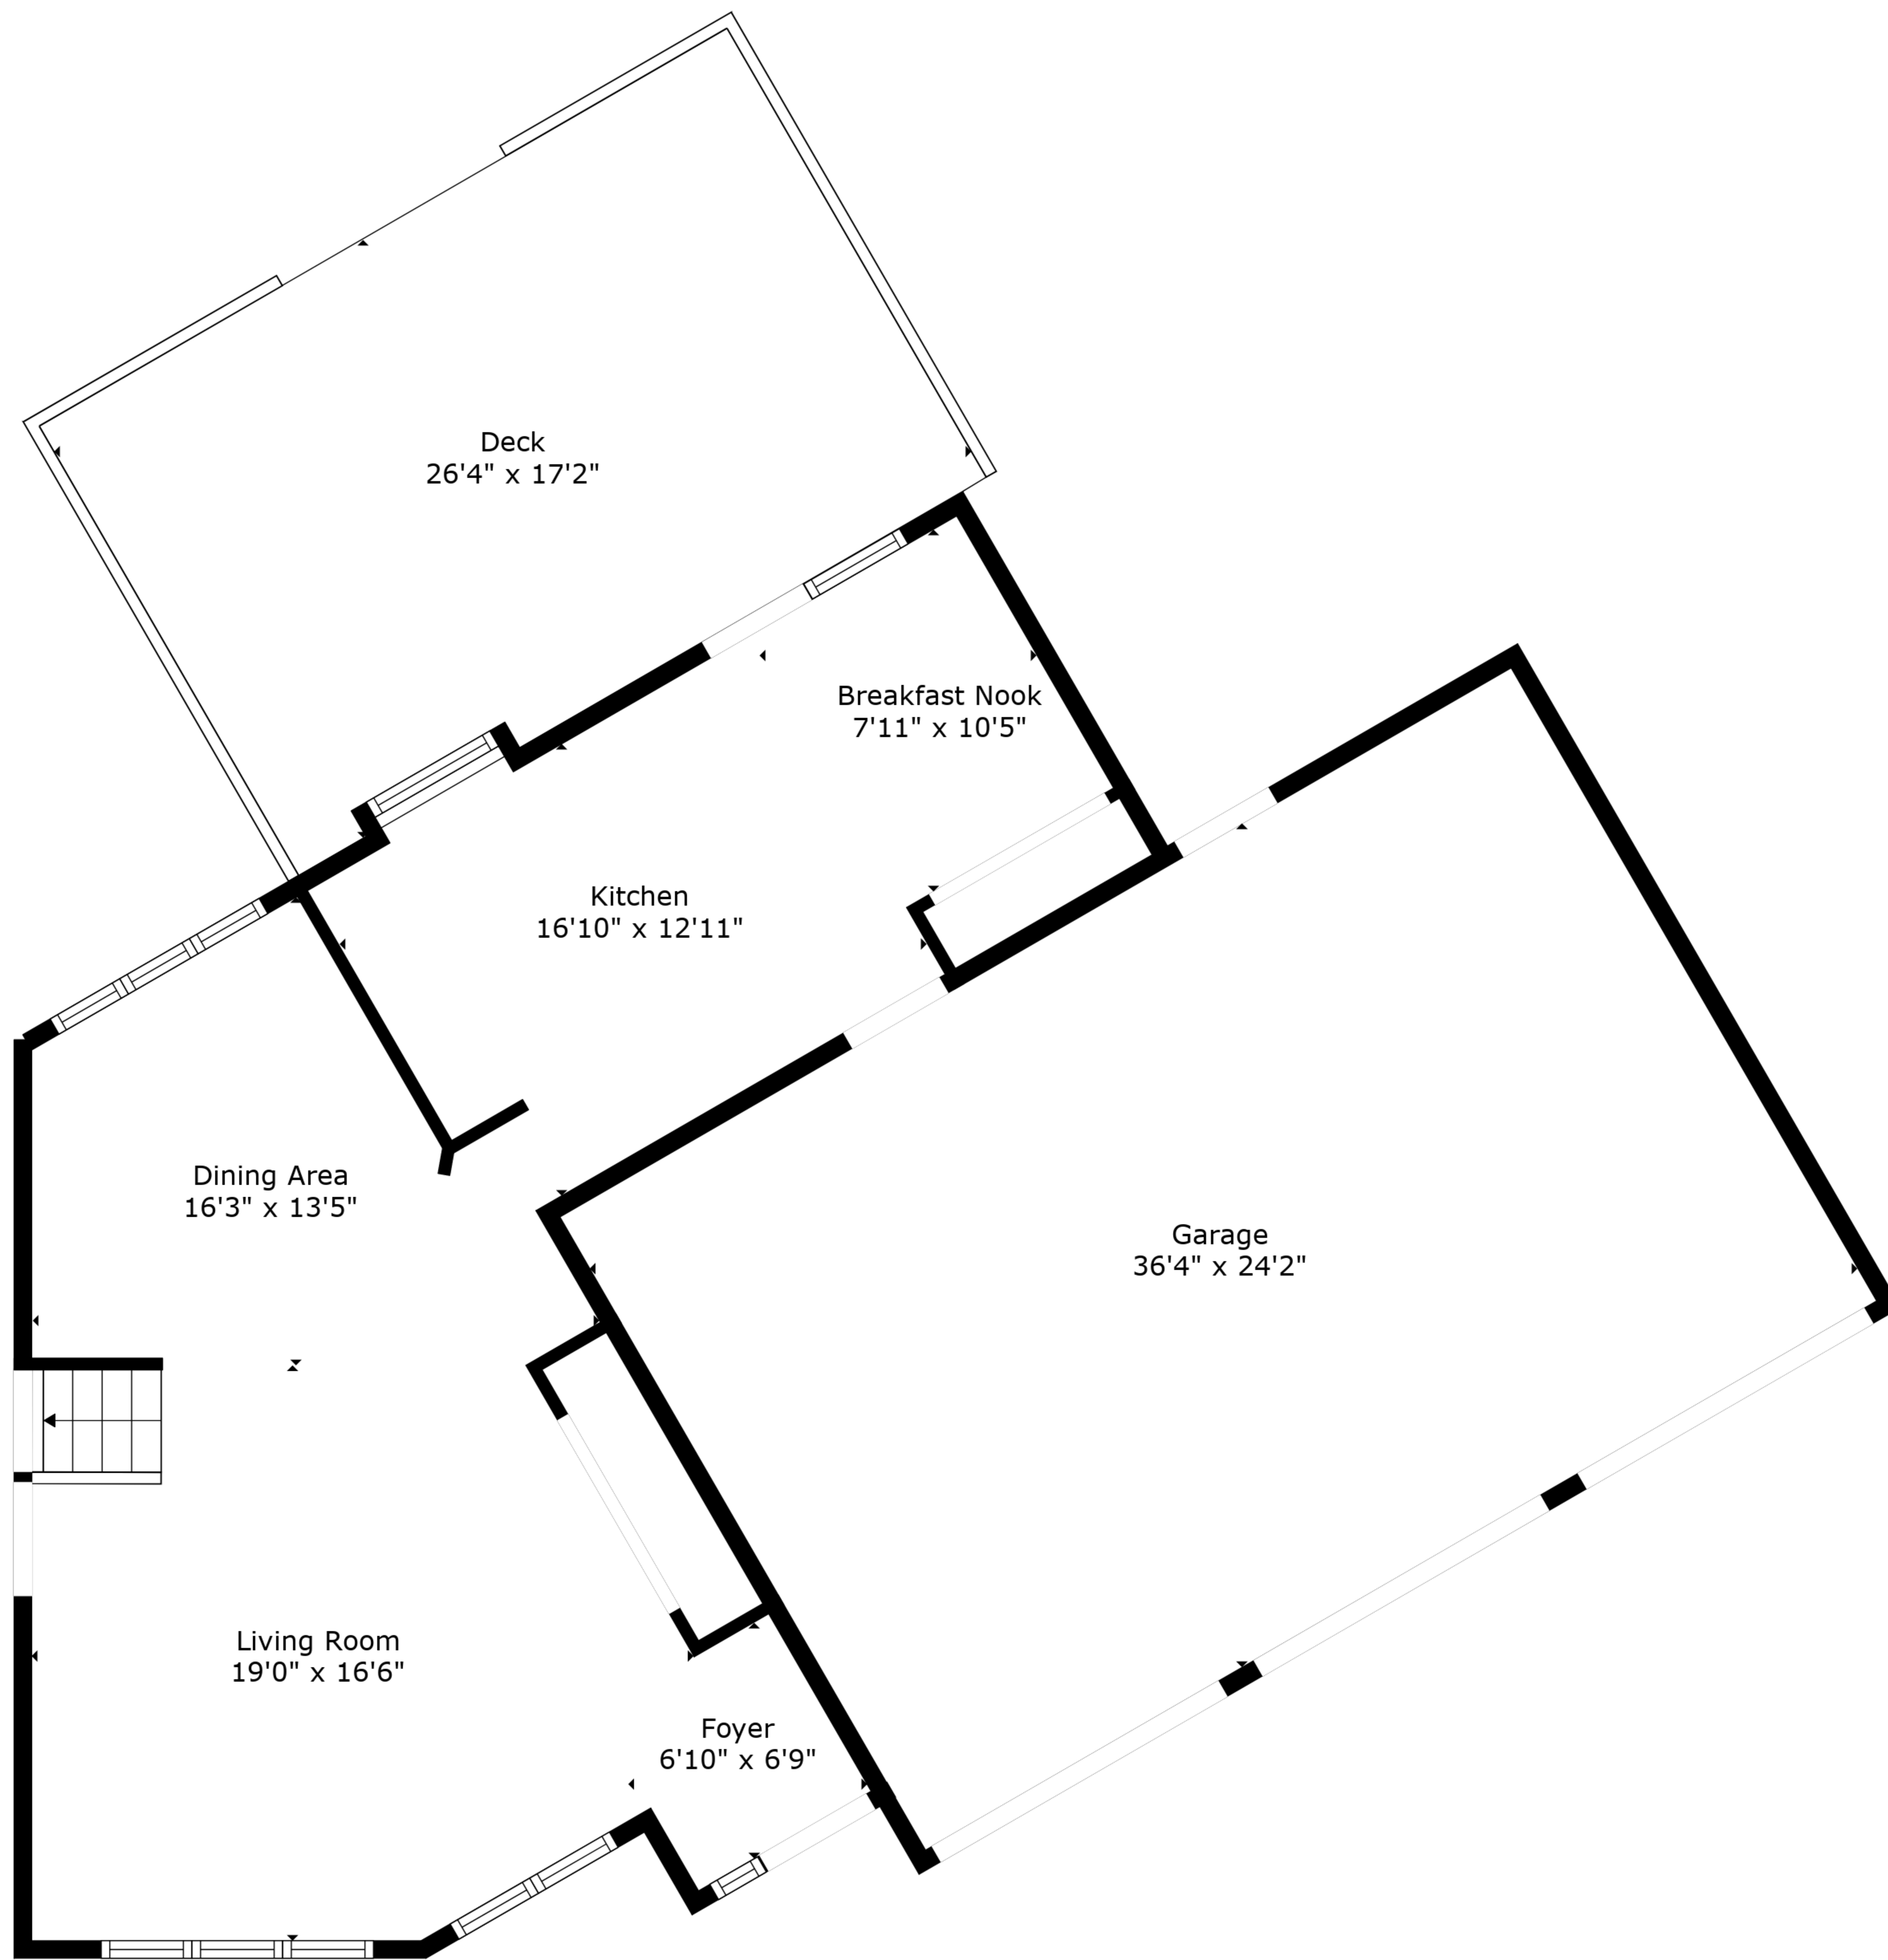 Deck
26'4" x 17'2"
Breakfast Nook
7'11" x 10'5"
Kitchen
16'10" x 12'11"
Dining Area
16'3" x 13'5"
Garage
36'4" x 24'2"
Living Room
19'0" x 16'6"
Foyer
6'10" x 6'9"